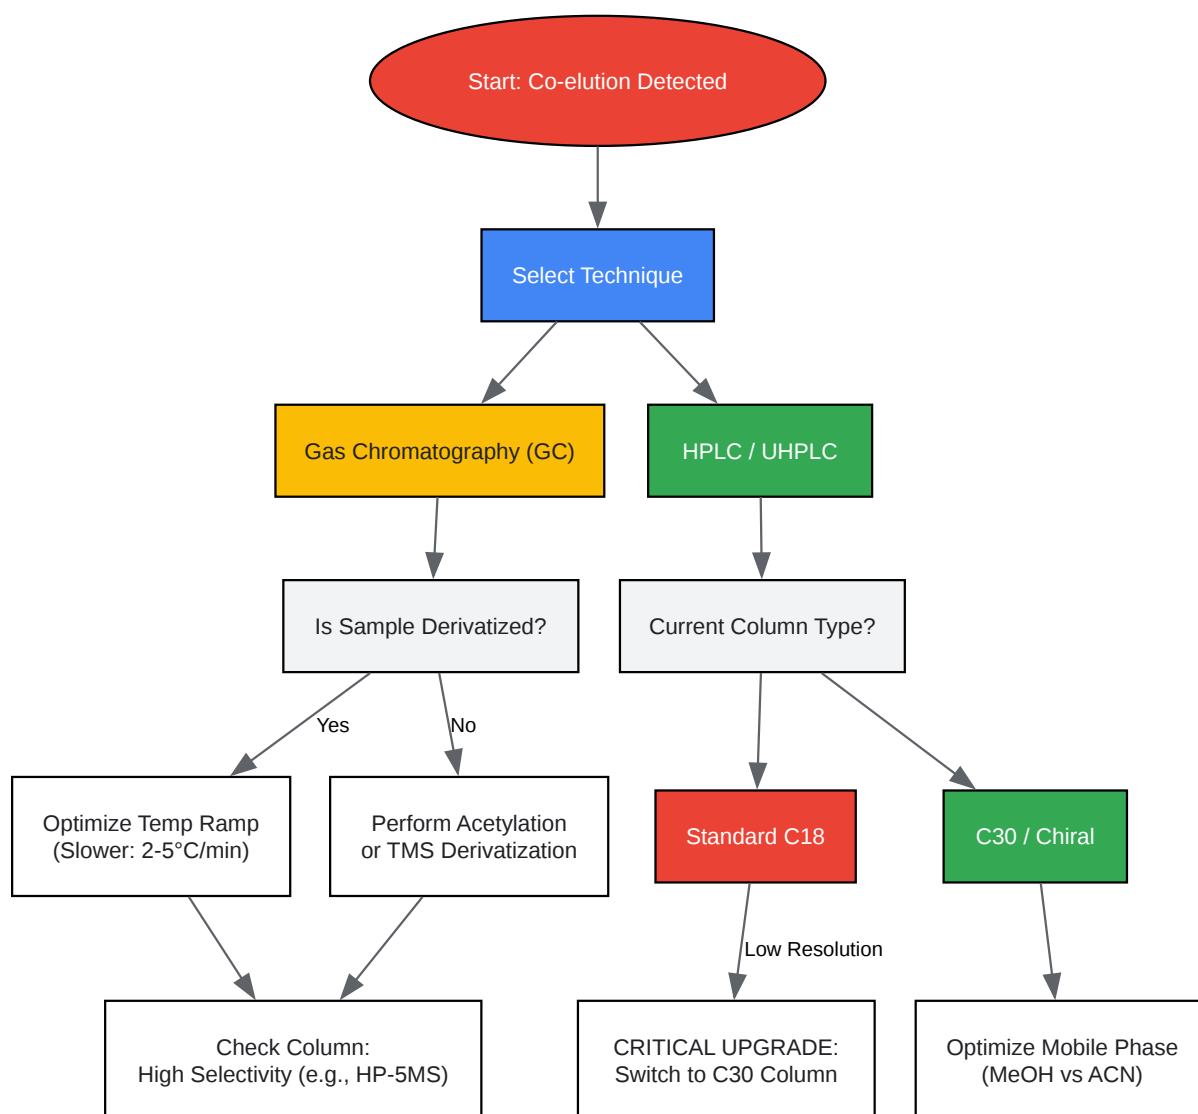 Start: Co-elution Detected
Select Technique
Gas Chromatography (GC)
HPLC / UHPLC
Is Sample Derivatized?
Current Column Type?
Yes
No
Optimize Temp Ramp
(Slower: 2-5°C/min)
Perform Acetylation
or TMS Derivatization
Standard C18
C30 / Chiral
Low Resolution
Check Column:
High Selectivity (e.g., HP-5MS)
CRITICAL UPGRADE:
Switch to C30 Column
Optimize Mobile Phase
(MeOH vs ACN)